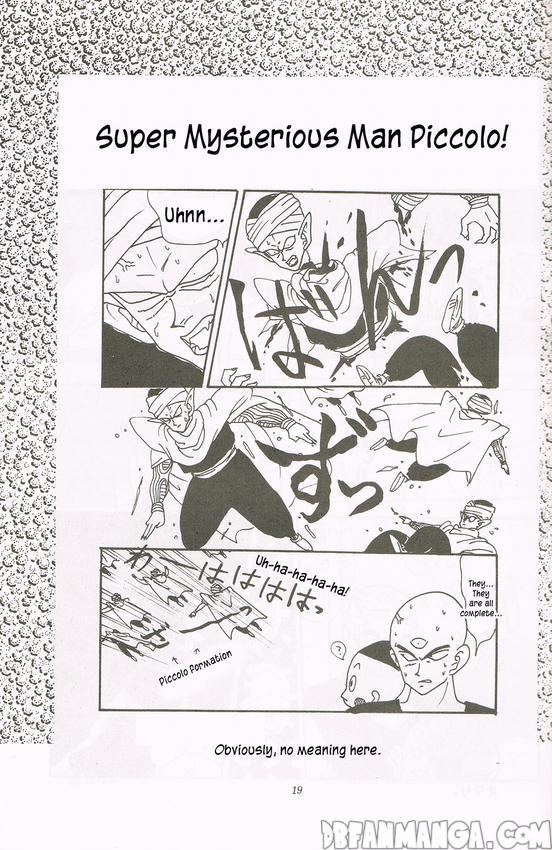 Super Mysterious Man Piccolo!
Uhnn...
ばんっ
ずっ
They...
They
are all
complete...
Uh-ha-ha-ha-ha!
わははははっ
Piccolo formation
?
Obviously, no meaning here.
19
DBFANMANGA.COM